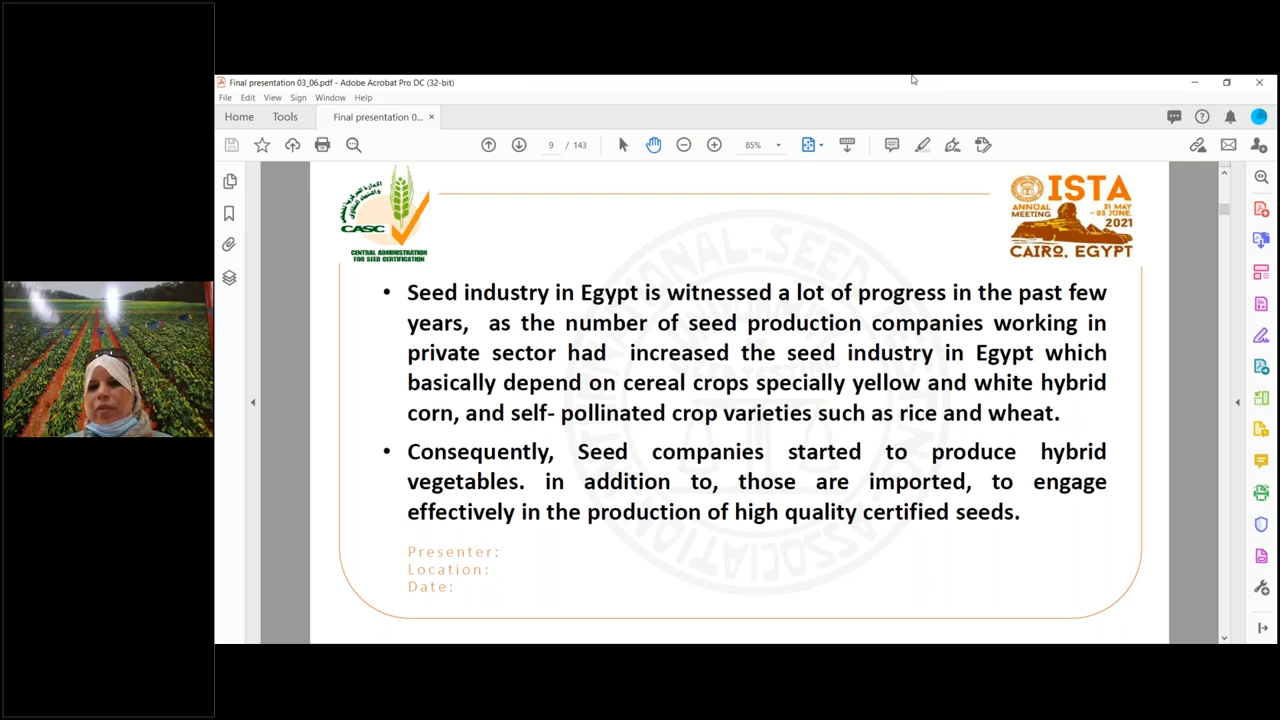 Final presentation 03_06.pdf - Adobe Acrobat Pro DC (32-bit)
File Edit View Sign Window Help
Home Tools Final presentation 0... ×
9 / 143 85%
CASC
CENTRAL ADMINISTRATION
FOR SEED CERTIFICATION
ISTA
ANNUAL
MEETING
31 MAY
- 03 JUNE,
2021
CAIRO, EGYPT
• Seed industry in Egypt is witnessed a lot of progress in the past few
years, as the number of seed production companies working in
private sector had increased the seed industry in Egypt which
basically depend on cereal crops specially yellow and white hybrid
corn, and self- pollinated crop varieties such as rice and wheat.
• Consequently, Seed companies started to produce hybrid
vegetables. in addition to, those are imported, to engage
effectively in the production of high quality certified seeds.
Presenter:
Location:
Date: